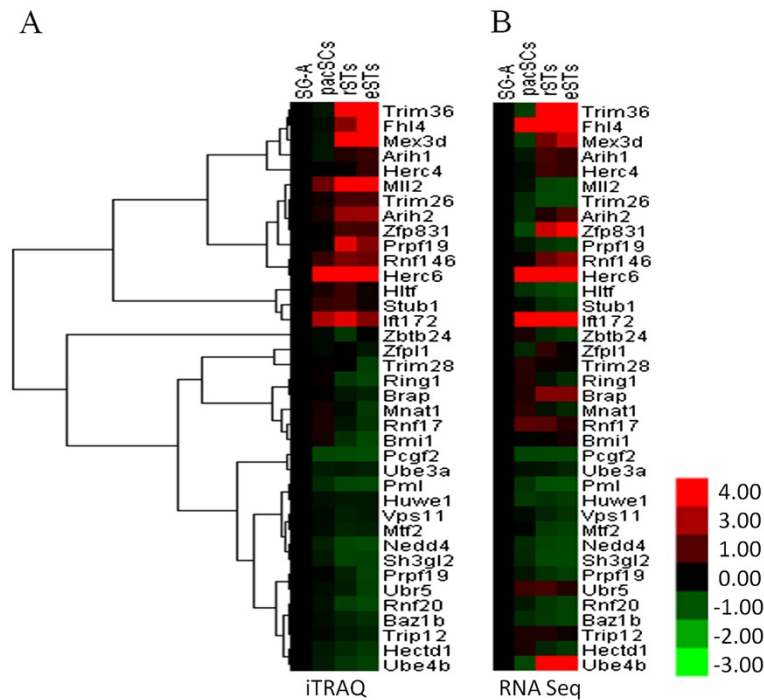 A
B
SG-A
pacSCs
rSTs
eSTs
SG-A
pacSCs
rSTs
eSTs
Trim36
Fhl4
Mex3d
Arih1
Herc4
Mll2
Trim26
Arih2
Zfp831
Prpf19
Rnf146
Herc6
Hltf
Stub1
Ift172
Zbtb24
Zfpl1
Trim28
Ring1
Brap
Mnat1
Rnf17
Bmi1
Pcgf2
Ube3a
Pml
Huwe1
Vps11
Mtf2
Nedd4
Sh3gl2
Prpf19
Ubr5
Rnf20
Baz1b
Trip12
Hectd1
Ube4b
Trim36
Fhl4
Mex3d
Arih1
Herc4
Mll2
Trim26
Arih2
Zfp831
Prpf19
Rnf146
Herc6
Hltf
Stub1
Ift172
Zbtb24
Zfpl1
Trim28
Ring1
Brap
Mnat1
Rnf17
Bmi1
Pcgf2
Ube3a
Pml
Huwe1
Vps11
Mtf2
Nedd4
Sh3gl2
Prpf19
Ubr5
Rnf20
Baz1b
Trip12
Hectd1
Ube4b
iTRAQ
RNA Seq
4.00
3.00
1.00
0.00
-1.00
-2.00
-3.00